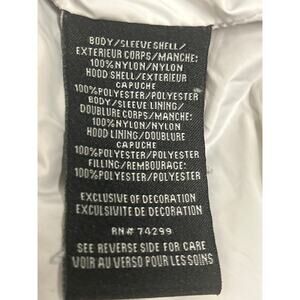 BODY/SLEEVE SHELL/
EXTERIEUR CORPS/MANCHE:
100%NYLON/NYLON
HOOD SHELL/EXTERIEUR
CAPUCHE
100%POLYESTER/POLYESTER
BODY/SLEEVE LINING/
DOUBLURE CORPS/MANCHE:
100%NYLON/NYLON
HOOD LINING/DOUBLURE
CAPUCHE
100%POLYESTER/POLYESTER
FILLING/REMBOURAGE:
100%POLYESTER/POLYESTER
EXCLUSIVE OF DECORATION
EXCULSIVITE DE DECORATION
RN# 74299
SEE REVERSE SIDE FOR CARE
VOIR AU VERSO POUR LES SOINS